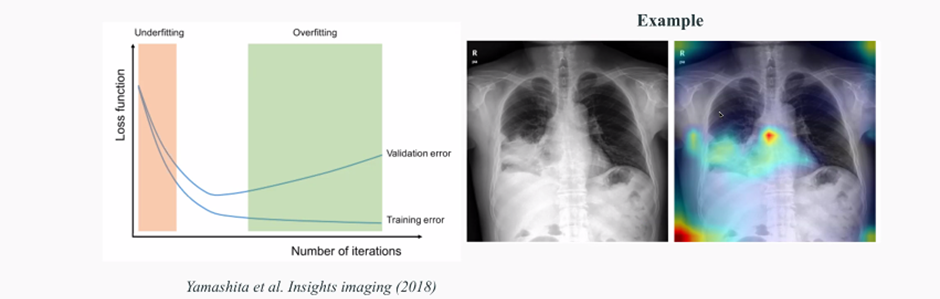 Underfitting
Overfitting
Loss function
Validation error
Training error
Number of iterations
Yamashita et al. Insights imaging (2018)
Example
R
R